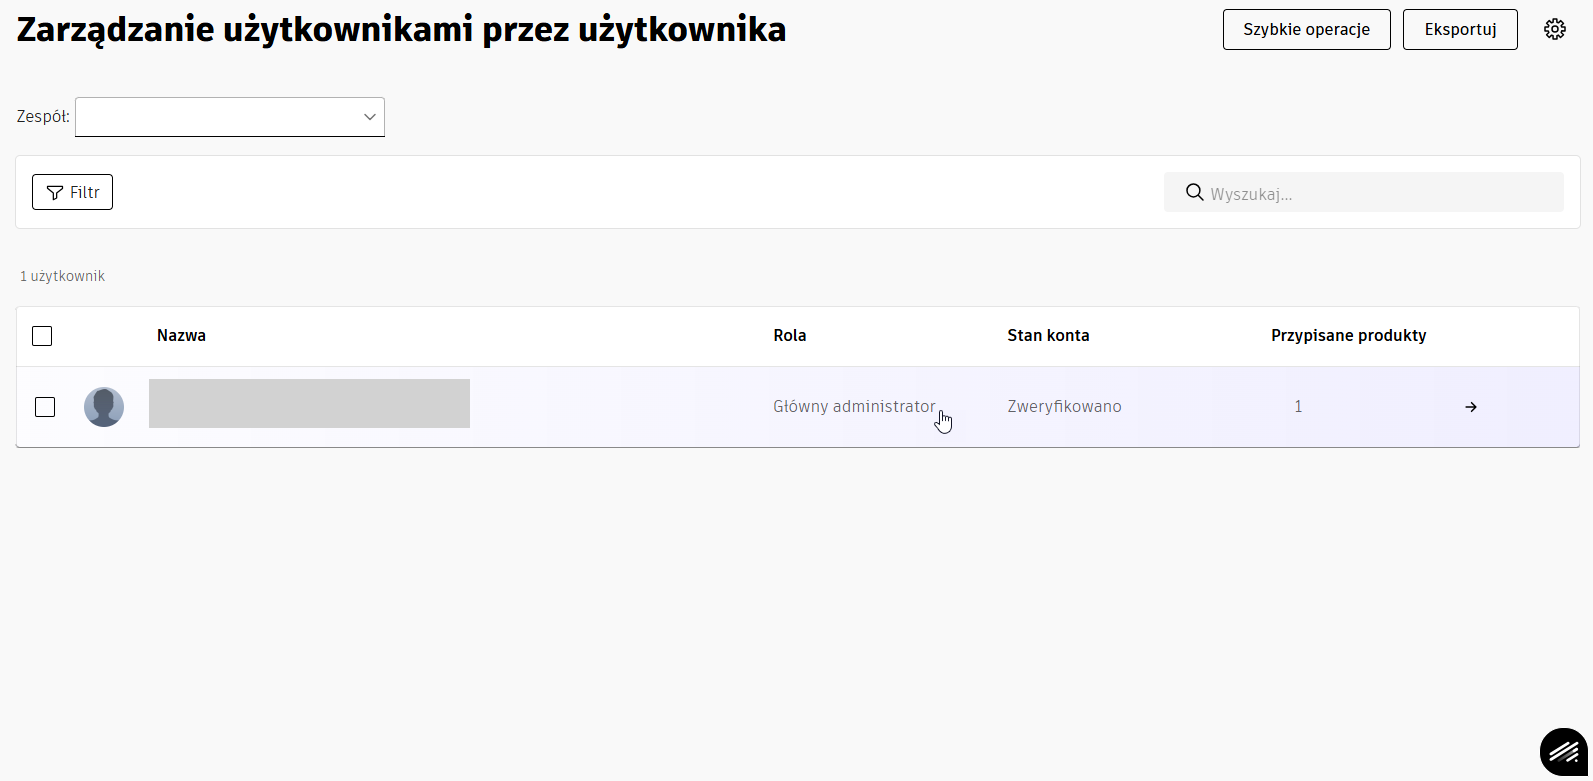 Zarządzanie użytkownikami przez użytkownika
Szybkie operacje
Eksportuj
Zespół:
Filtr
Wyszukaj...
1 użytkownik
Nazwa Rola Stan konta Przypisane produkty
Główny administrator Zweryfikowano 1